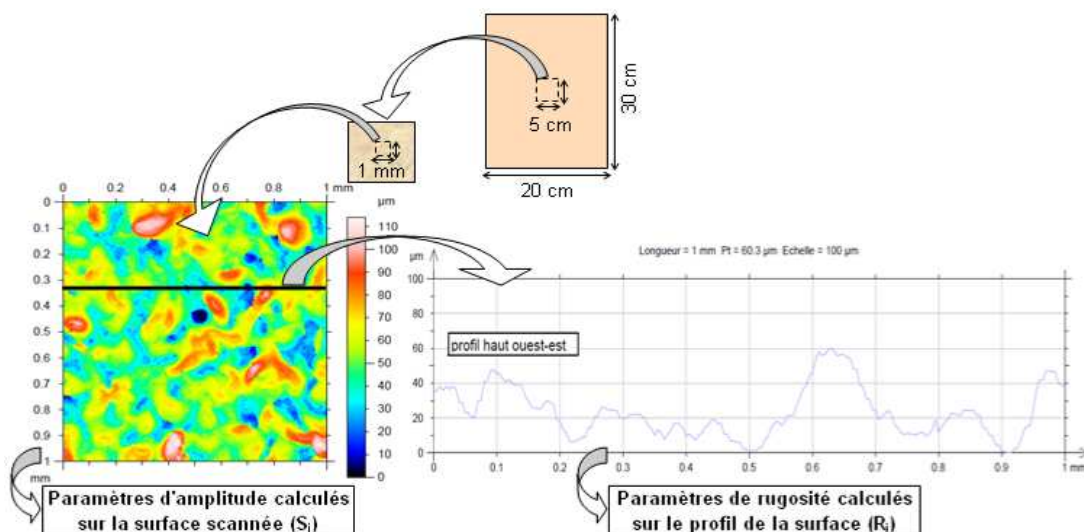 30 cm
5 cm
20 cm
1 mm
0 0.2 0.4 0.6 0.8 1 mm
0
0.1
0.2
0.3
0.4
0.5
0.6
0.7
0.8
0.9
1
mm
µm
110
100
90
80
70
60
50
40
30
20
10
0
Longueur = 1 mm Pt = 60.3 µm Echelle = 100 µm
µm
100
80
60
40
20
0
profil haut ouest-est
0 0.1 0.2 0.3 0.4 0.5 0.6 0.7 0.8 0.9 1 mm
Paramètres d'amplitude calculés
sur la surface scannée (Si)
Paramètres de rugosité calculés
sur le profil de la surface (Ri)